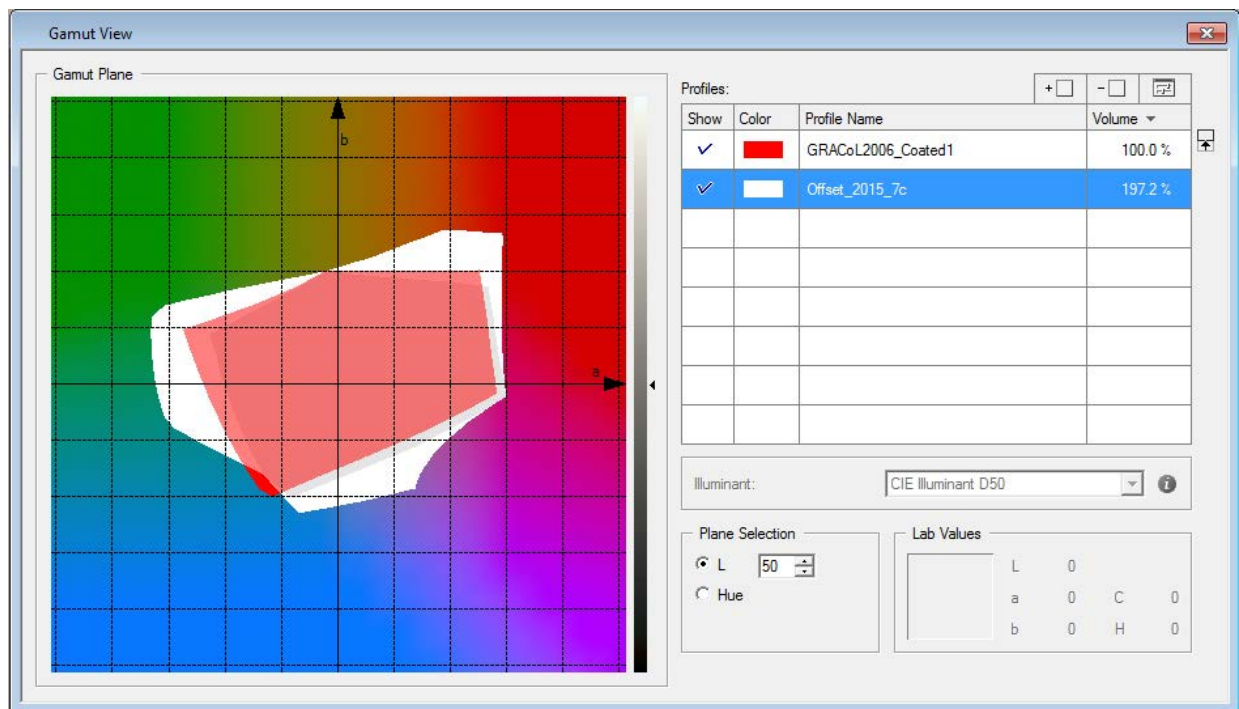 Gamut View
Gamut Plane
b
a
Profiles:
+ -
Show Color Profile Name Volume
GRACoL2006_Coated1 100.0 %
Offset_2015_7c 197.2 %
Illuminant: CIE Illuminant D50
Plane Selection
L 50
Hue
Lab Values
L 0
a 0 C 0
b 0 H 0